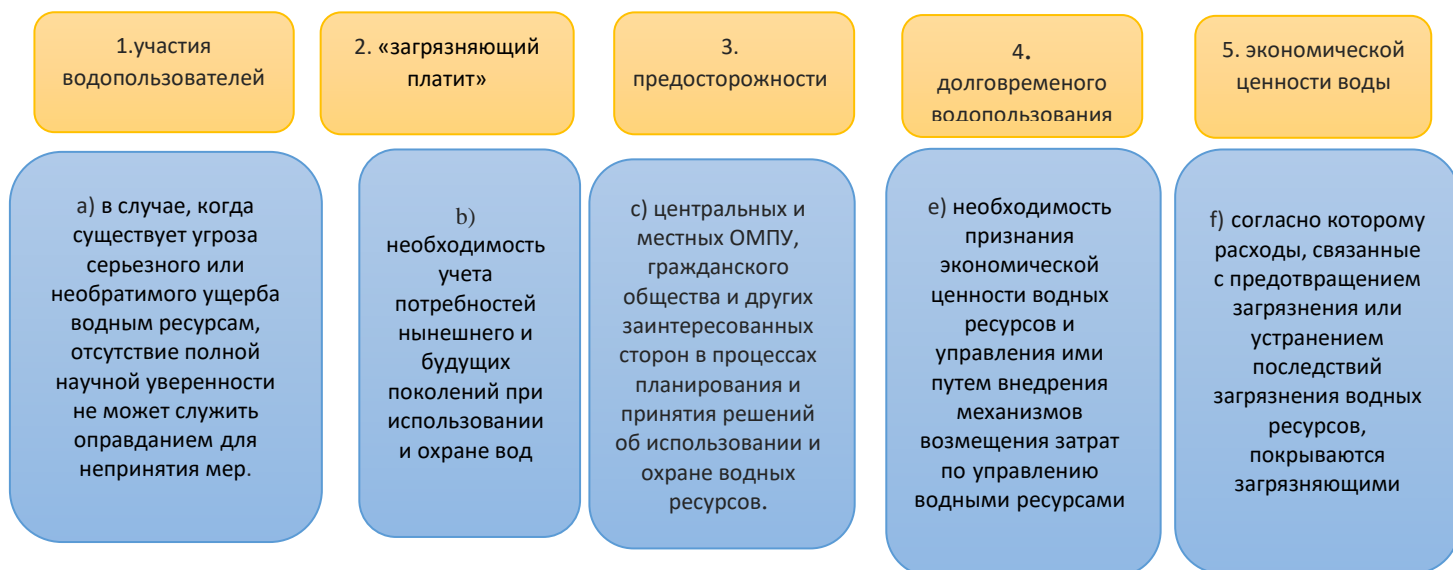 1.участия
водопользователей
2. «загрязняющий
платит»
3.
предосторожности
4.
долговременого
водопользования
5. экономической
ценности воды
a) в случае, когда
существует угроза
серьезного или
необратимого ущерба
водным ресурсам,
отсутствие полной
научной уверенности
не может служить
оправданием для
непринятия мер.
b)
необходимость
учета
потребностей
нынешнего и
будущих
поколений при
использовании
и охране вод
c) центральных и
местных ОМПУ,
гражданского
общества и других
заинтересованных
сторон в процессах
планирования и
принятия решений
об использовании и
охране водных
ресурсов.
e) необходимость
признания
экономической
ценности водных
ресурсов и
управления ими
путем внедрения
механизмов
возмещения затрат
по управлению
водными ресурсами
f) согласно которому
расходы, связанные
с предотвращением
загрязнения или
устранением
последствий
загрязнения водных
ресурсов,
покрываются
загрязняющими